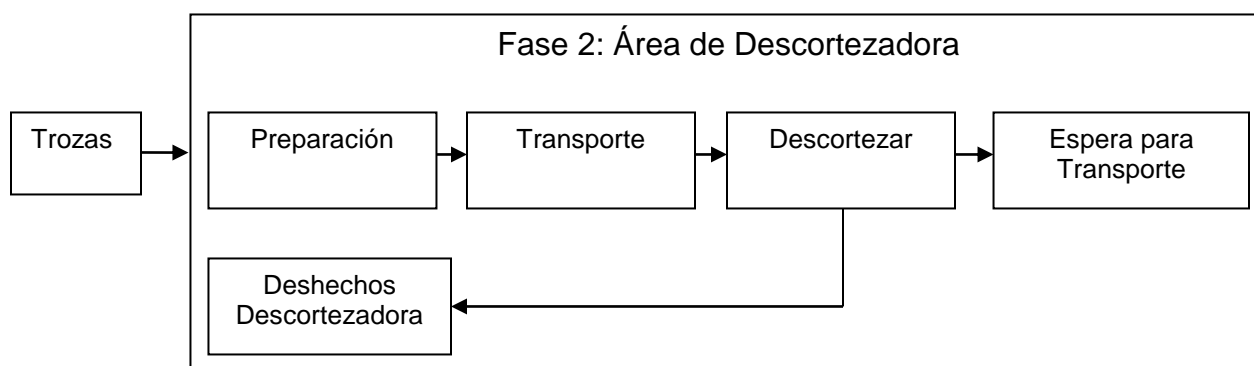 Fase 2: Área de Descortezadora
Trozas
Preparación
Transporte
Descortezar
Espera para
Transporte
Deshechos
Descortezadora